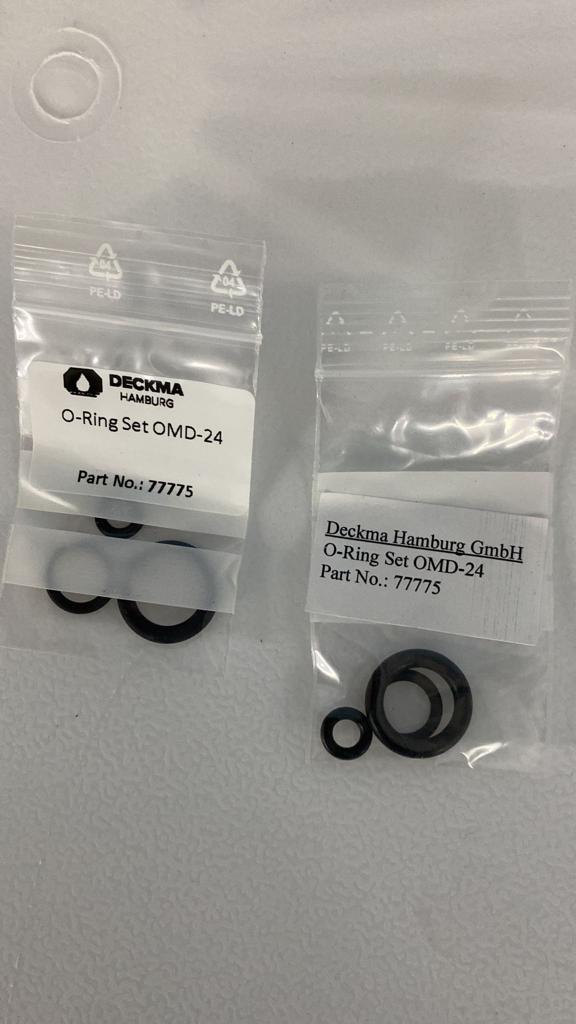 04
PE-LD
04
PE-LD
DECKMA
HAMBURG
O-Ring Set OMD-24
Part No.: 77775
PE-LD
PE-LD
PE-LD
Deckma Hamburg GmbH
O-Ring Set OMD-24
Part No.: 77775